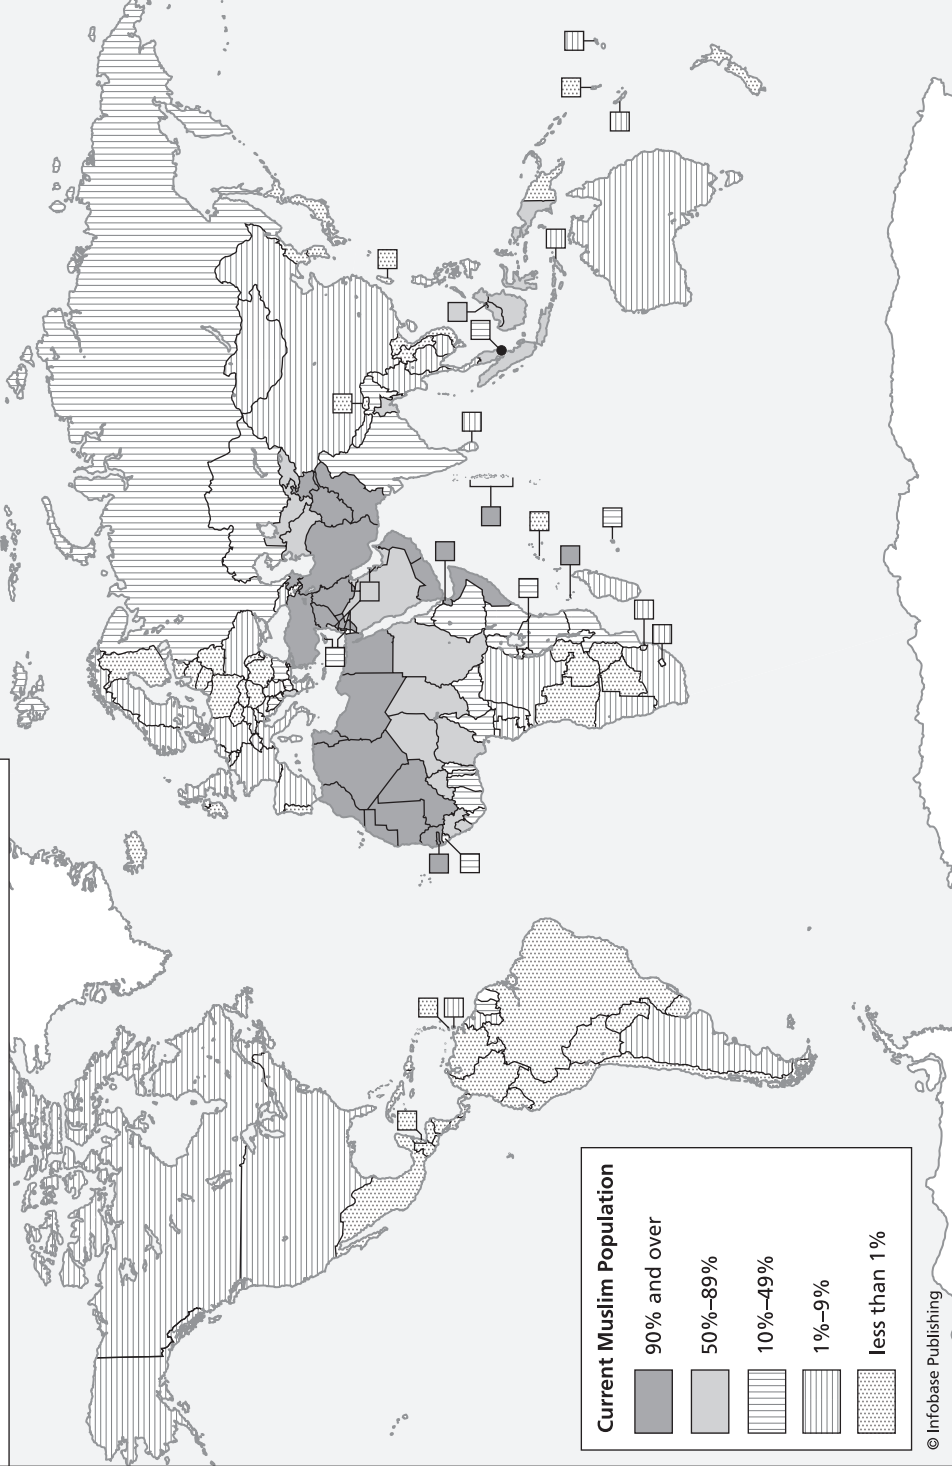 Current Muslim Population
90% and over
50%–89%
10%–49%
1%–9%
less than 1%
© Infobase Publishing